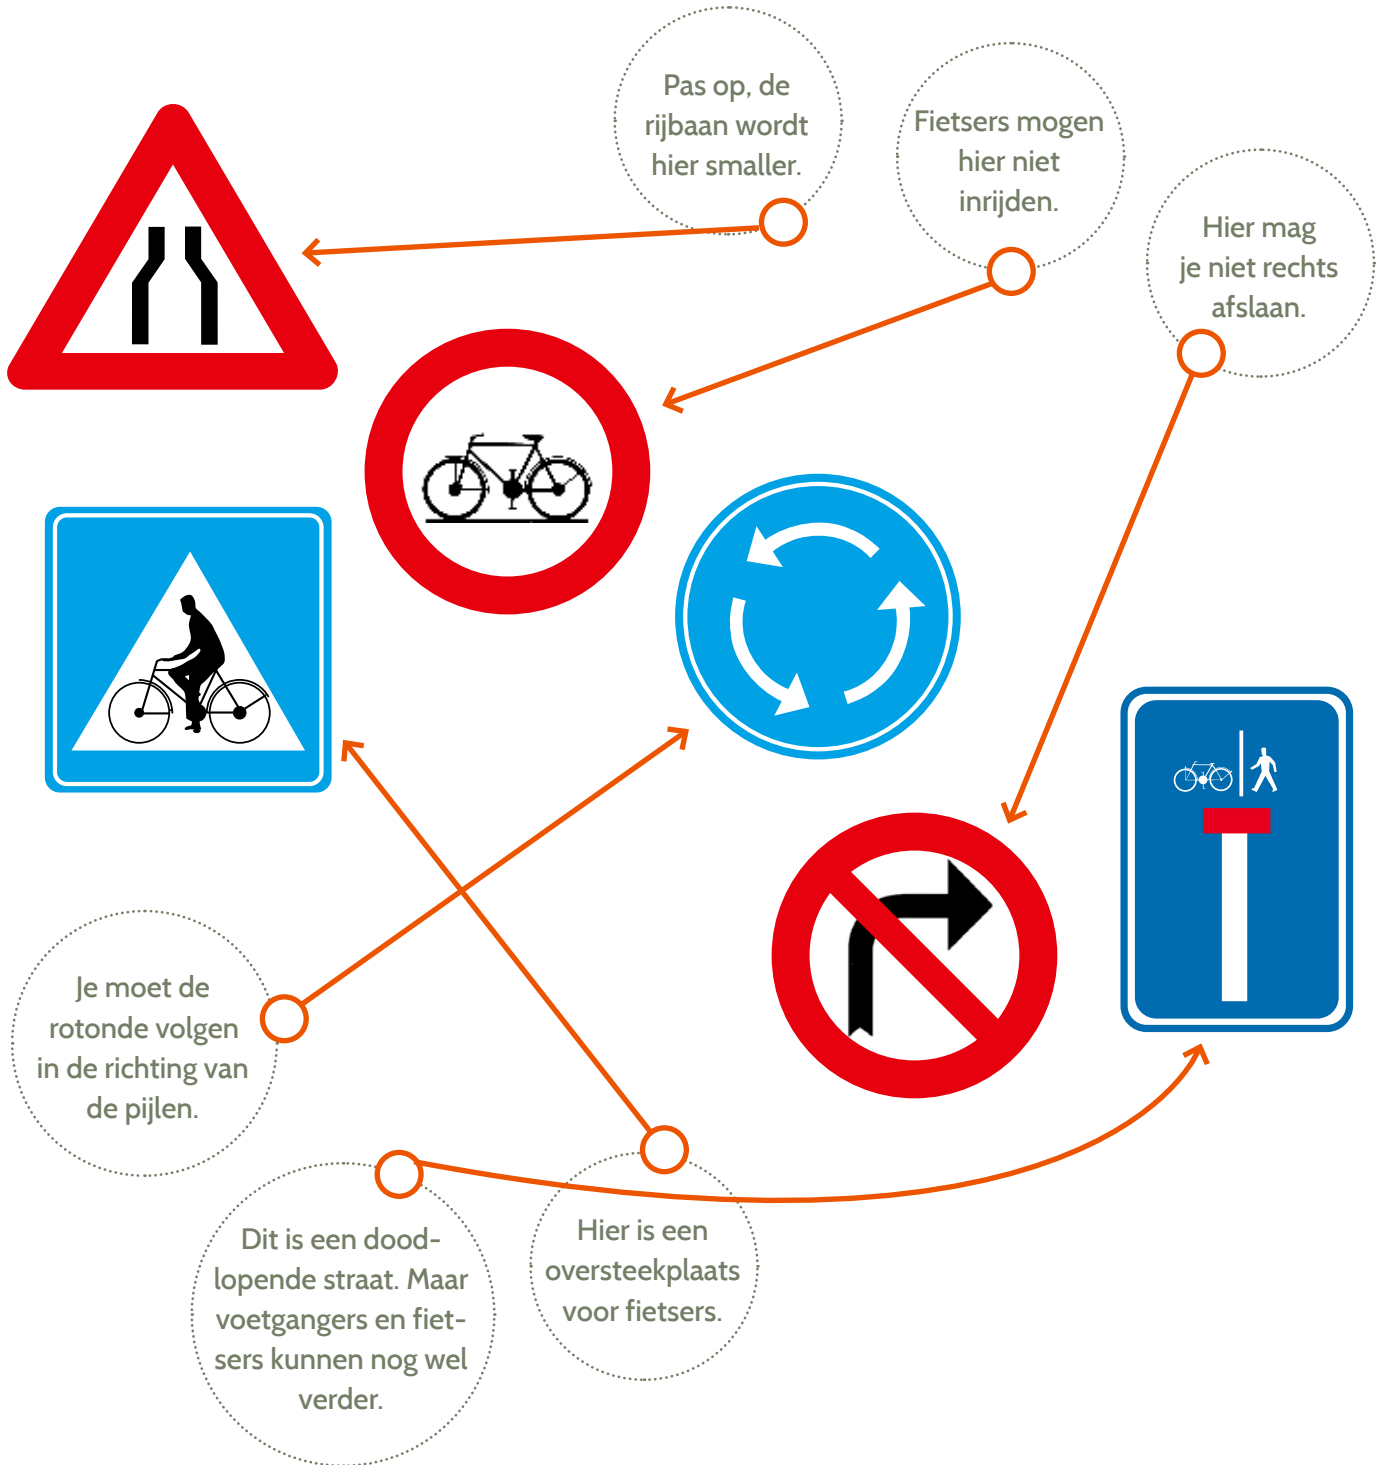 Pas op, de
rijbaan wordt
hier smaller.
Fietsers mogen
hier niet
inrijden.
Hier mag
je niet rechts
afslaan.
Je moet de
rotonde volgen
in de richting van
de pijlen.
Dit is een dood-
lopende straat. Maar
voetgangers en fiet-
sers kunnen nog wel
verder.
Hier is een
oversteekplaats
voor fietsers.